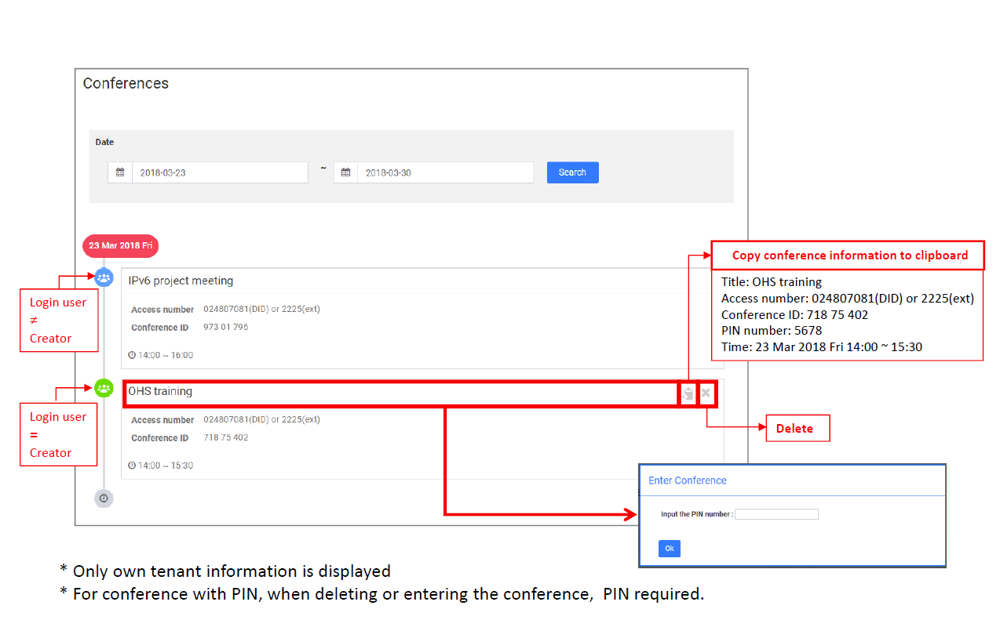 Conferences
Date
2018-03-23
~
2018-03-30
Search
23 Mar 2018 Fri
IPv6 project meeting
Access number 024807081(DID) or 2225(ext)
Conference ID 973 01 796
14:00 ~ 16:00
Login user
≠
Creator
OHS training
Access number 024807081(DID) or 2225(ext)
Conference ID 718 75 402
14:00 ~ 15:30
Login user
=
Creator
Copy conference information to clipboard
Title: OHS training
Access number: 024807081(DID) or 2225(ext)
Conference ID: 718 75 402
PIN number: 5678
Time: 23 Mar 2018 Fri 14:00 ~ 15:30
Delete
Enter Conference
Input the PIN number :
Ok
* Only own tenant information is displayed
* For conference with PIN, when deleting or entering the conference, PIN required.